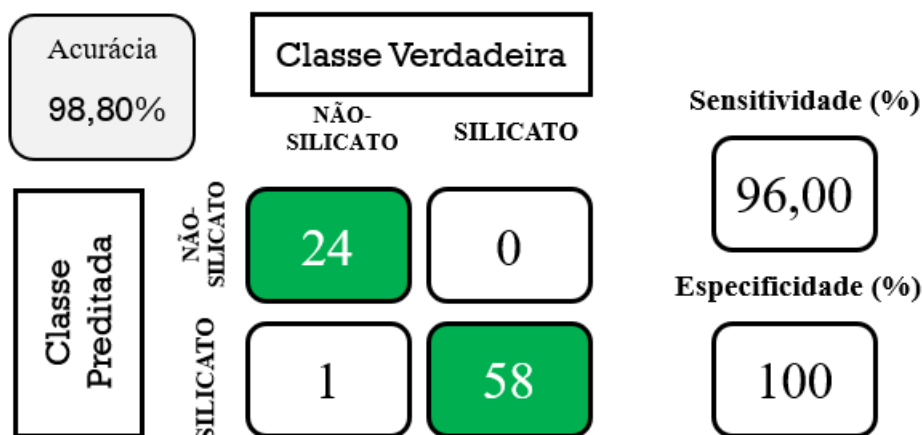 Acurácia
98,80%
Classe Verdadeira
NÃO-
SILICATO
SILICATO
Sensitividade (%)
96,00
Classe
Preditada
NÃO-
SILICATO
24
0
Especificidade (%)
SILICATO
1
58
100